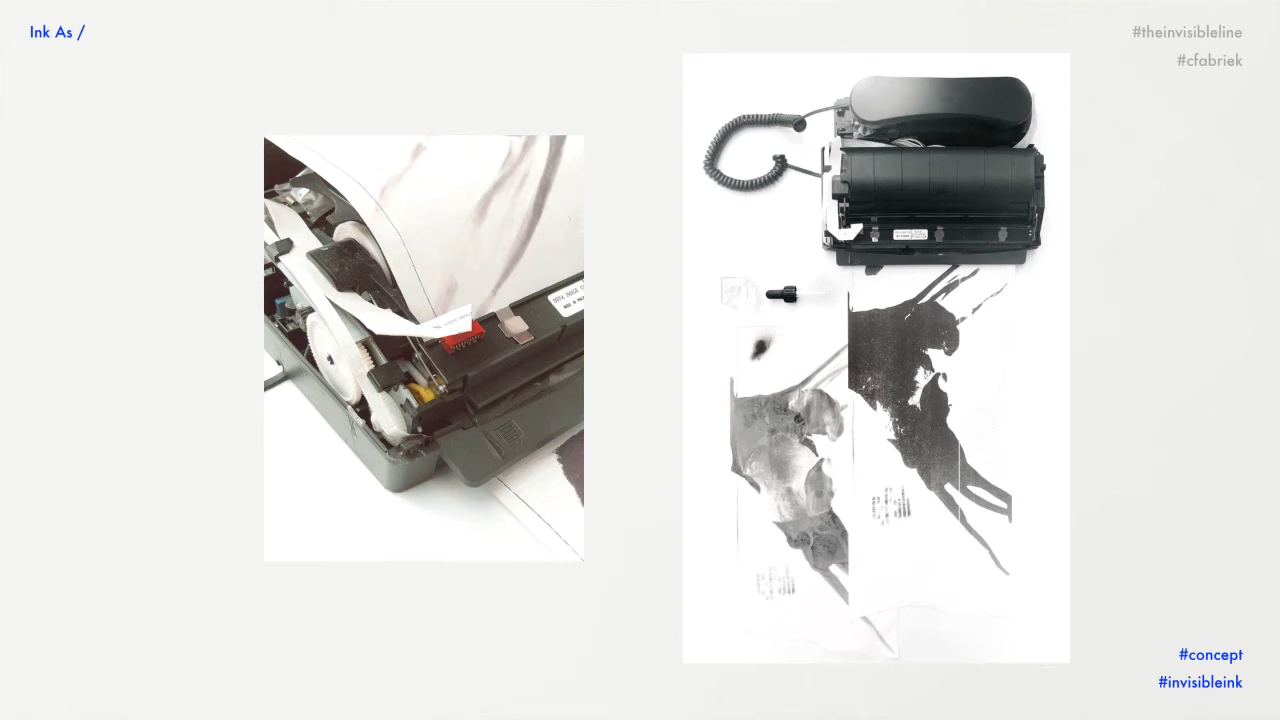 Ink As /
#theinvisibleline
#cfabriek
#concept
#invisibleink